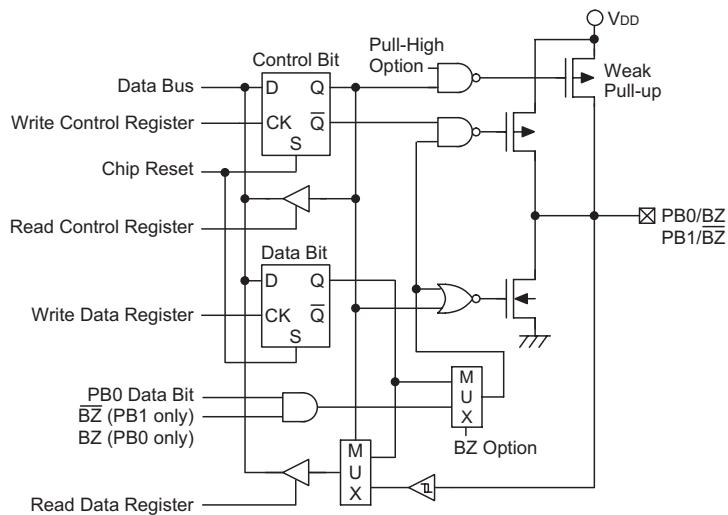 VDD
Control Bit
Pull-High
Option
Weak
Pull-up
Data Bus
D Q
Write Control Register
CK Q̅
Chip Reset
S
Read Control Register
PB0/BZ
PB1/B̅Z̅
Data Bit
D Q
Write Data Register
CK Q̅
S
PB0 Data Bit
B̅Z̅ (PB1 only)
BZ (PB0 only)
M
U
X
BZ Option
M
U
X
Read Data Register